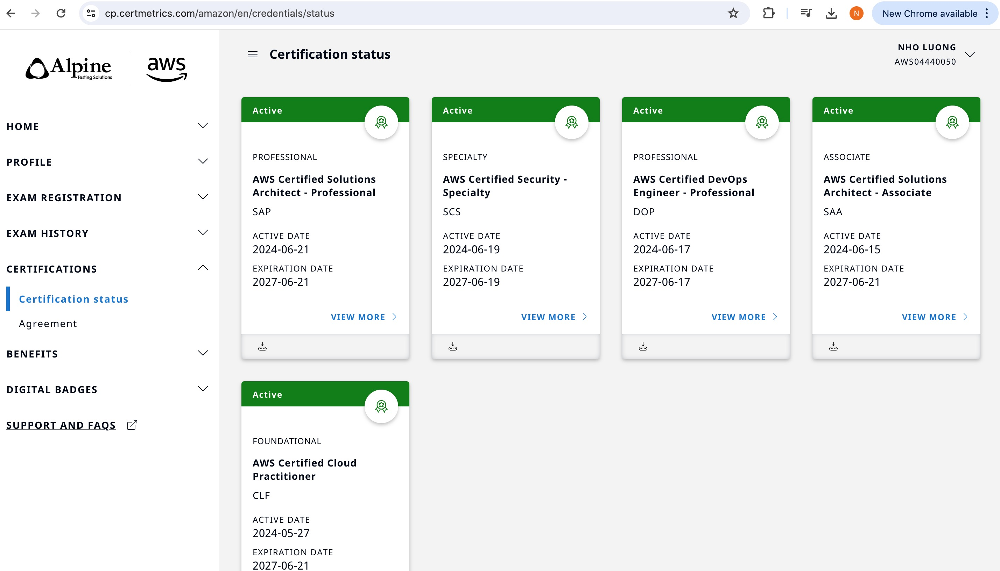 cp.certmetrics.com/amazon/en/credentials/status
N
New Chrome available
Alpine
Testing Solutions
aws
HOME
PROFILE
EXAM REGISTRATION
EXAM HISTORY
CERTIFICATIONS
Certification status
Agreement
BENEFITS
DIGITAL BADGES
SUPPORT AND FAQS
Certification status
NHO LUONG
AWS04440050
Active
PROFESSIONAL
AWS Certified Solutions
Architect - Professional
SAP
ACTIVE DATE
2024-06-21
EXPIRATION DATE
2027-06-21
VIEW MORE
Active
SPECIALTY
AWS Certified Security -
Specialty
SCS
ACTIVE DATE
2024-06-19
EXPIRATION DATE
2027-06-19
VIEW MORE
Active
PROFESSIONAL
AWS Certified DevOps
Engineer - Professional
DOP
ACTIVE DATE
2024-06-17
EXPIRATION DATE
2027-06-17
VIEW MORE
Active
ASSOCIATE
AWS Certified Solutions
Architect - Associate
SAA
ACTIVE DATE
2024-06-15
EXPIRATION DATE
2027-06-21
VIEW MORE
Active
FOUNDATIONAL
AWS Certified Cloud
Practitioner
CLF
ACTIVE DATE
2024-05-27
EXPIRATION DATE
2027-06-21